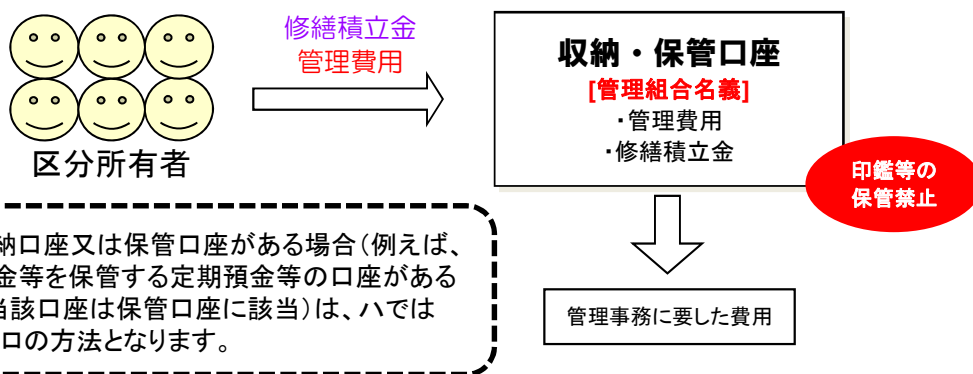 修繕積立金
管理費用
区分所有者
収納・保管口座
[管理組合名義]
・管理費用
・修繕積立金
印鑑等の
保管禁止
管理事務に要した費用
納口座又は保管口座がある場合（例えば、
金等を保管する定期預金等の口座がある
当該口座は保管口座に該当）は、ハでは
ロの方法となります。